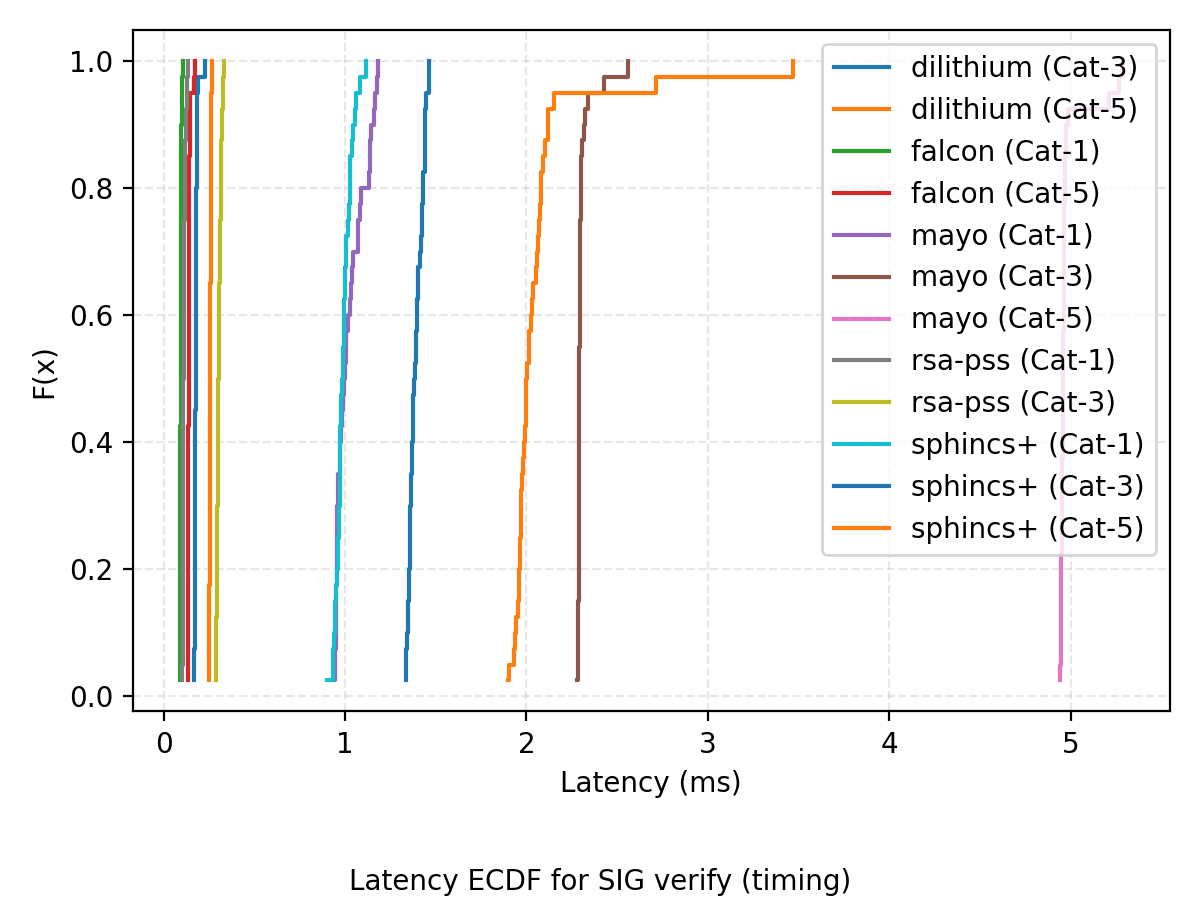 1.0
0.8
0.6
0.4
0.2
0.0
F(x)
0 1 2 3 4 5
Latency (ms)
dilithium (Cat-3)
dilithium (Cat-5)
falcon (Cat-1)
falcon (Cat-5)
mayo (Cat-1)
mayo (Cat-3)
mayo (Cat-5)
rsa-pss (Cat-1)
rsa-pss (Cat-3)
sphincs+ (Cat-1)
sphincs+ (Cat-3)
sphincs+ (Cat-5)
Latency ECDF for SIG verify (timing)